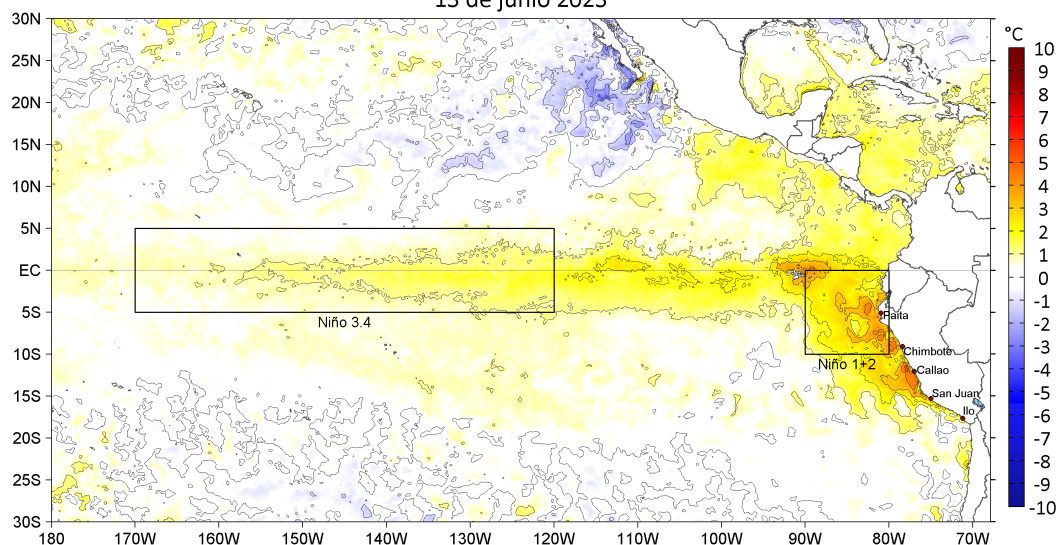 13 de junio 2023
°C
30N
25N
20N
15N
10N
5N
EC
5S
10S
15S
20S
25S
30S
180
170W
160W
150W
140W
130W
120W
110W
100W
90W
80W
70W
Niño 3.4
Niño 1+2
Paita
Chimbote
Callao
San Juan
Ilo
10
9
8
7
6
5
4
3
2
1
0
-1
-2
-3
-4
-5
-6
-7
-8
-9
-10